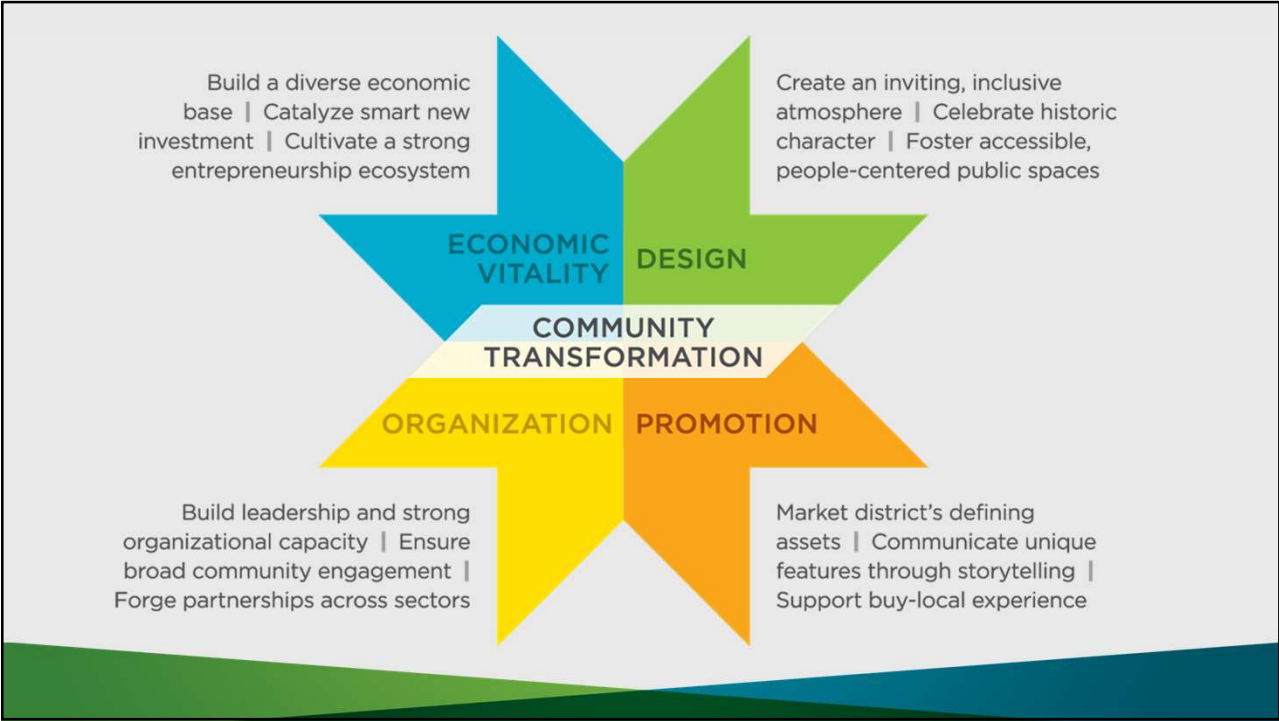 Build a diverse economic
base | Catalyze smart new
investment | Cultivate a strong
entrepreneurship ecosystem
Create an inviting, inclusive
atmosphere | Celebrate historic
character | Foster accessible,
people-centered public spaces
ECONOMIC
VITALITY
DESIGN
COMMUNITY
TRANSFORMATION
ORGANIZATION
PROMOTION
Build leadership and strong
organizational capacity | Ensure
broad community engagement |
Forge partnerships across sectors
Market district’s defining
assets | Communicate unique
features through storytelling |
Support buy-local experience